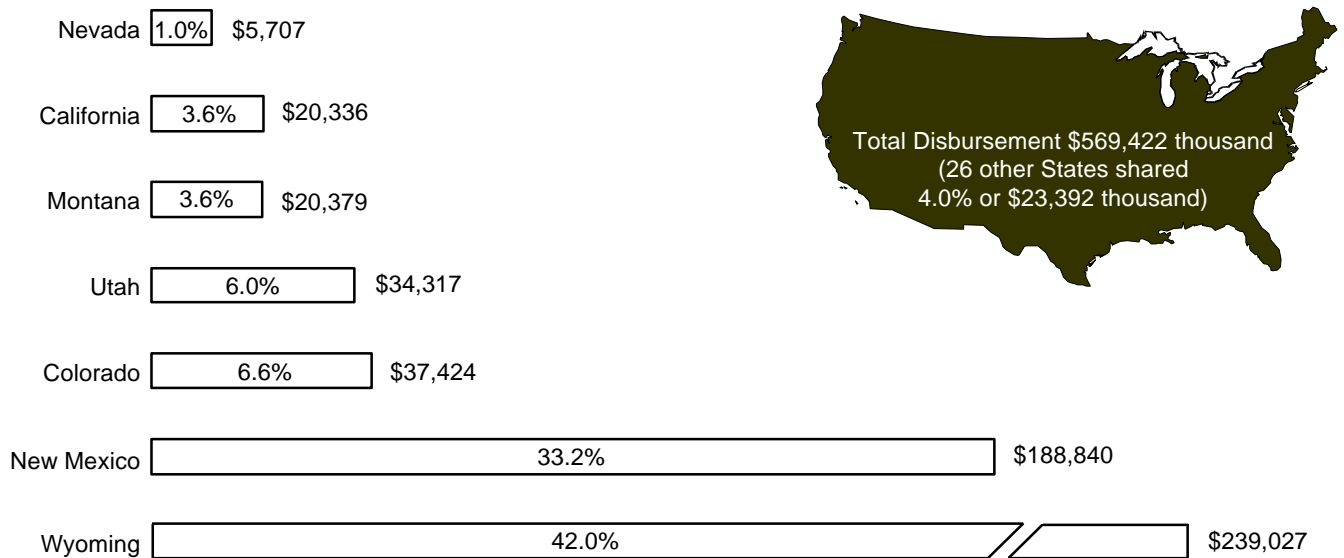 Nevada 1.0% $5,707
California 3.6% $20,336
Montana 3.6% $20,379
Utah 6.0% $34,317
Colorado 6.6% $37,424
New Mexico 33.2% $188,840
Wyoming 42.0% $239,027
Total Disbursement $569,422 thousand
(26 other States shared
4.0% or $23,392 thousand)